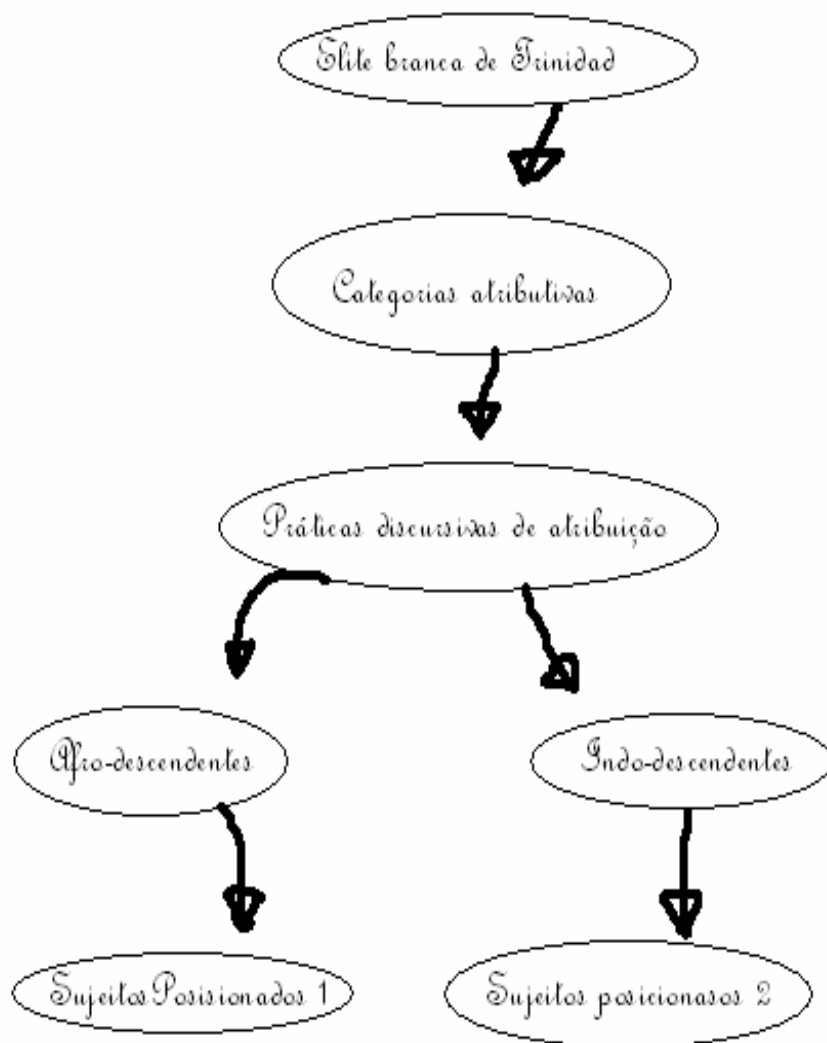 Elite branca de Trinidad
Categorias atributivas
Práticas discursivas de atribuição
Afro-descendentes
Indo-descendentes
Sujeitos Posisionados 1
Sujeitos posicionasos 2